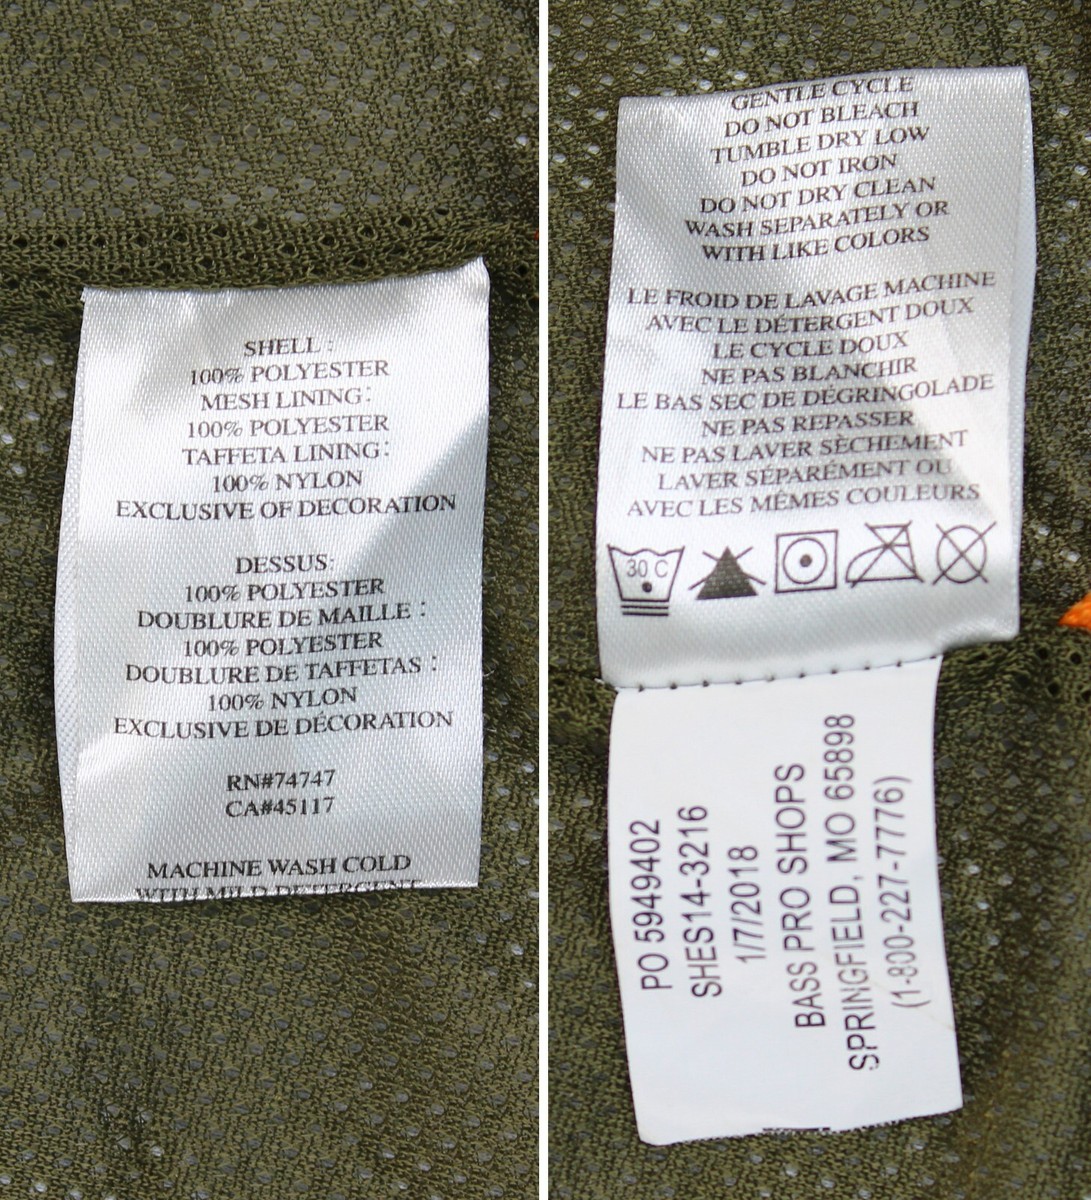 SHELL :
100% POLYESTER
MESH LINING:
100% POLYESTER
TAFFETA LINING:
100% NYLON
EXCLUSIVE OF DECORATION
DESSUS:
100% POLYESTER
DOUBLURE DE MAILLE :
100% POLYESTER
DOUBLURE DE TAFFETAS :
100% NYLON
EXCLUSIVE DE DÉCORATION
RN#74747
CA#45117
MACHINE WASH COLD
WITH MILD DETERGENT
GENTLE CYCLE
DO NOT BLEACH
TUMBLE DRY LOW
DO NOT IRON
DO NOT DRY CLEAN
WASH SEPARATELY OR
WITH LIKE COLORS
LE FROID DE LAVAGE MACHINE
AVEC LE DÉTERGENT DOUX
LE CYCLE DOUX
NE PAS BLANCHIR
LE BAS SEC DE DÉGRINGOLADE
NE PAS REPASSER
NE PAS LAVER SÈCHEMENT
LAVER SÉPARÉMENT OU
AVEC LES MÊMES COULEURS
30 C
PO 5949402
SHES14-3216
1/7/2018
BASS PRO SHOPS
SPRINGFIELD, MO 65898
(1-800-227-7776)